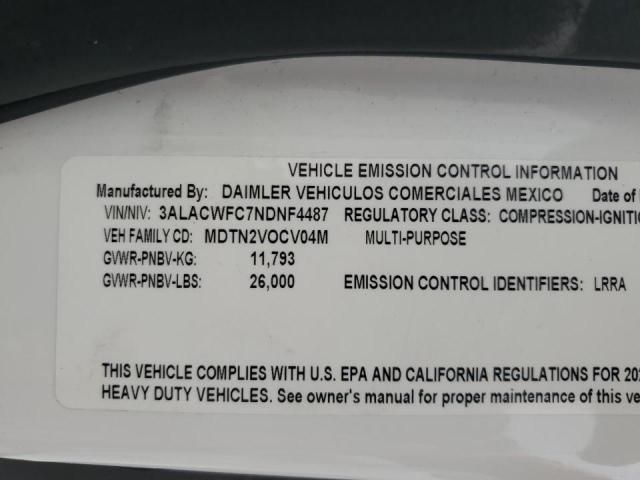 VEHICLE EMISSION CONTROL INFORMATION
Manufactured By: DAIMLER VEHICULOS COMERCIALES MEXICO Date of
VIN/NIV: 3ALACWFC7NDNF4487 REGULATORY CLASS: COMPRESSION-IGNITIO
VEH FAMILY CD: MDTN2VOCV04M MULTI-PURPOSE
GVWR-PNBV-KG: 11,793
GVWR-PNBV-LBS: 26,000 EMISSION CONTROL IDENTIFIERS: LRRA
THIS VEHICLE COMPLIES WITH U.S. EPA AND CALIFORNIA REGULATIONS FOR 202
HEAVY DUTY VEHICLES. See owner's manual for proper maintenance of this ve